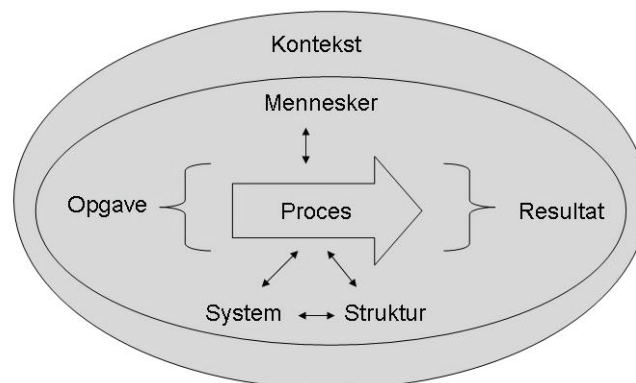 Kontekst
Mennesker
Opgave
Proces
Resultat
System
Struktur